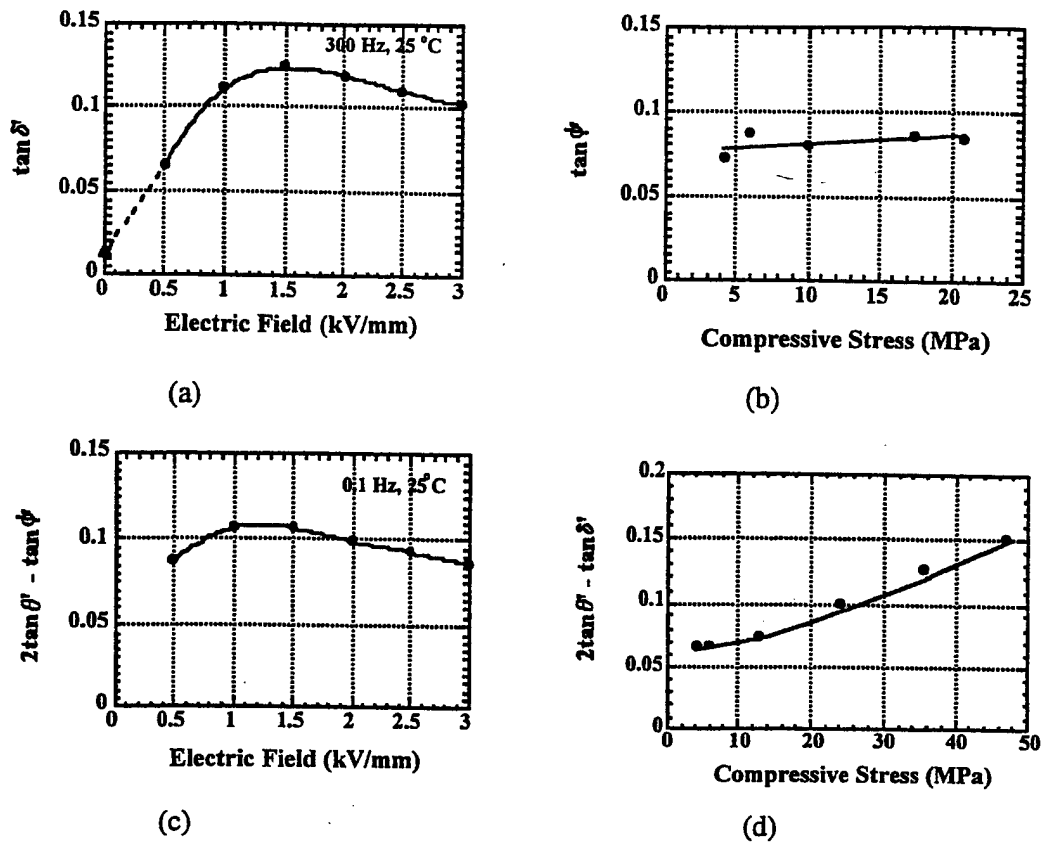 0.15
0.1
0.05
0
tan δ'
300 Hz, 25 °C
0 0.5 1 1.5 2 2.5 3
Electric Field (kV/mm)
(a)
0.15
0.1
0.05
0
tan ϕ'
0 5 10 15 20 25
Compressive Stress (MPa)
(b)
0.15
0.1
0.05
0
2tan θ' - tan ϕ'
0.1 Hz, 25°C
0 0.5 1 1.5 2 2.5 3
Electric Field (kV/mm)
(c)
0.2
0.15
0.1
0.05
0
2tan θ' - tan δ'
0 10 20 30 40 50
Compressive Stress (MPa)
(d)